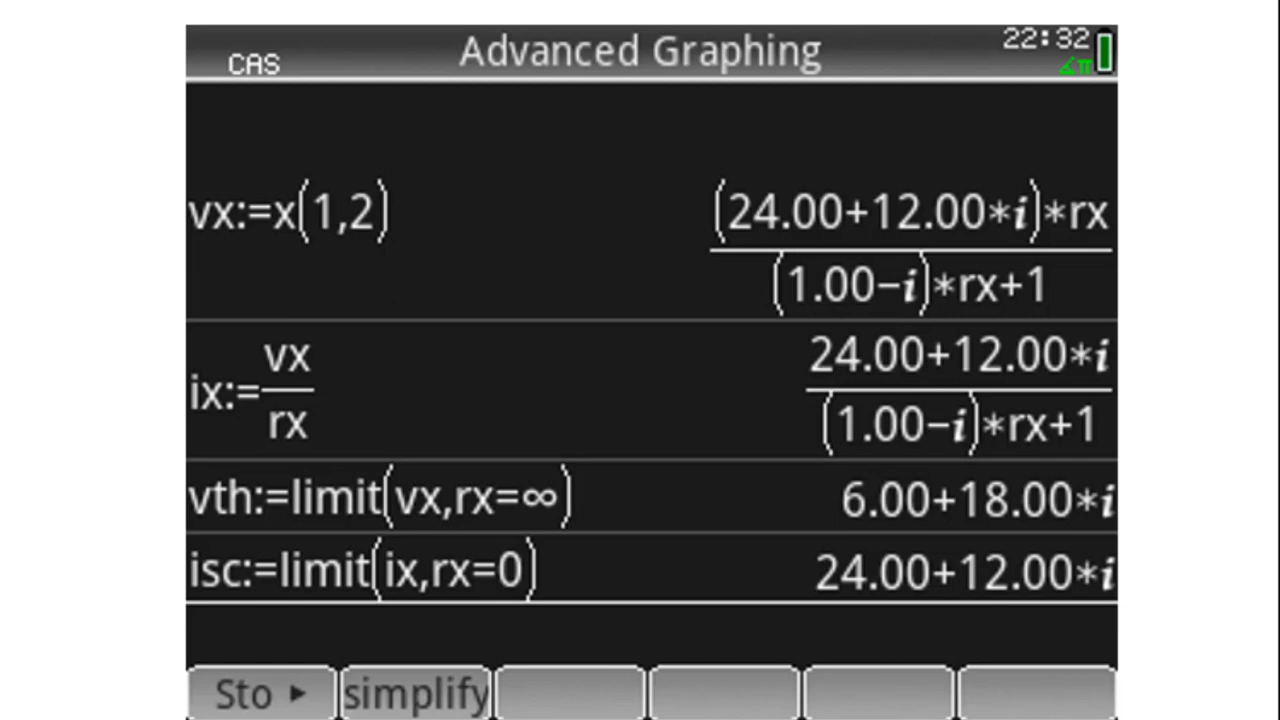 CAS Advanced Graphing 22:32
∡π
vx:=x(1,2) (24.00+12.00*i)*rx
(1.00−i)*rx+1
ix:=vx/rx 24.00+12.00*i
(1.00−i)*rx+1
vth:=limit(vx,rx=∞) 6.00+18.00*i
isc:=limit(ix,rx=0) 24.00+12.00*i
Sto ▶ simplify